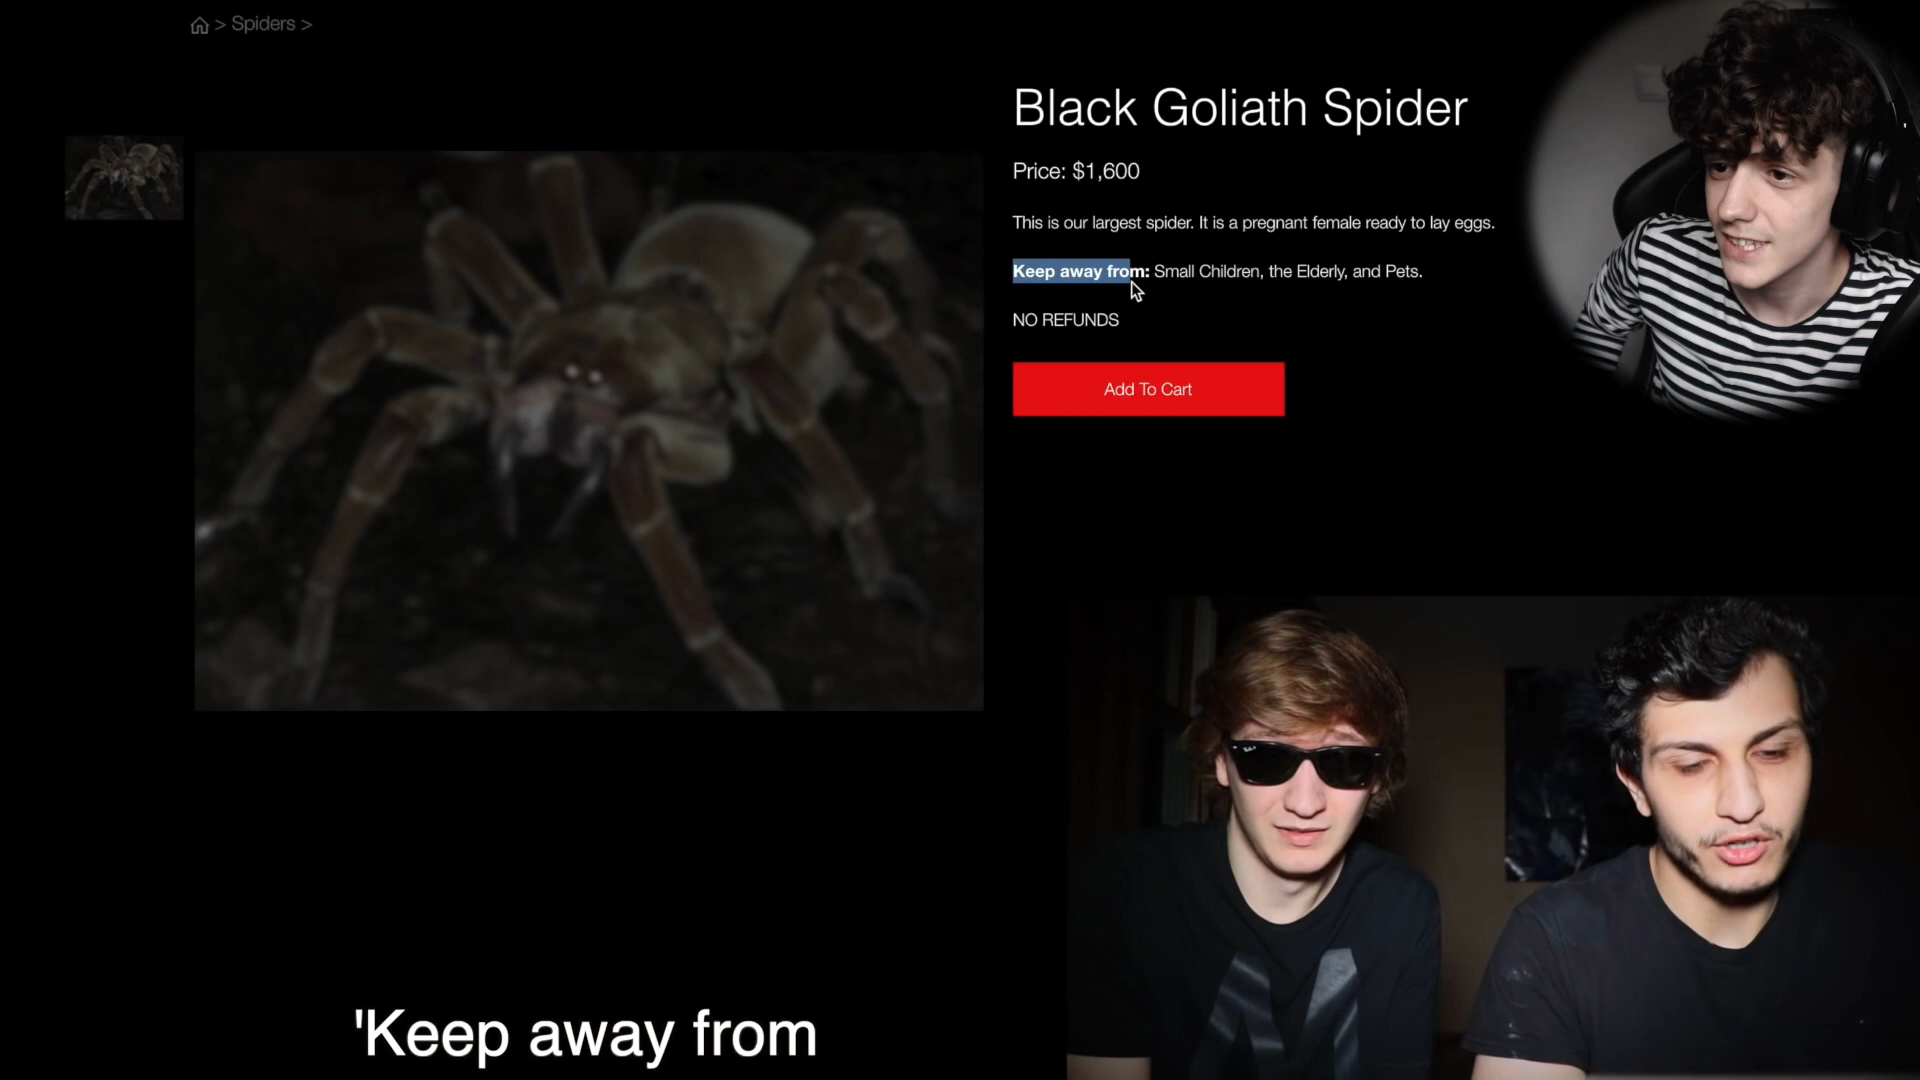 > Spiders >
Black Goliath Spider
Price: $1,600
This is our largest spider. It is a pregnant female ready to lay eggs.
Keep away from: Small Children, the Elderly, and Pets.
NO REFUNDS
Add To Cart
'Keep away from